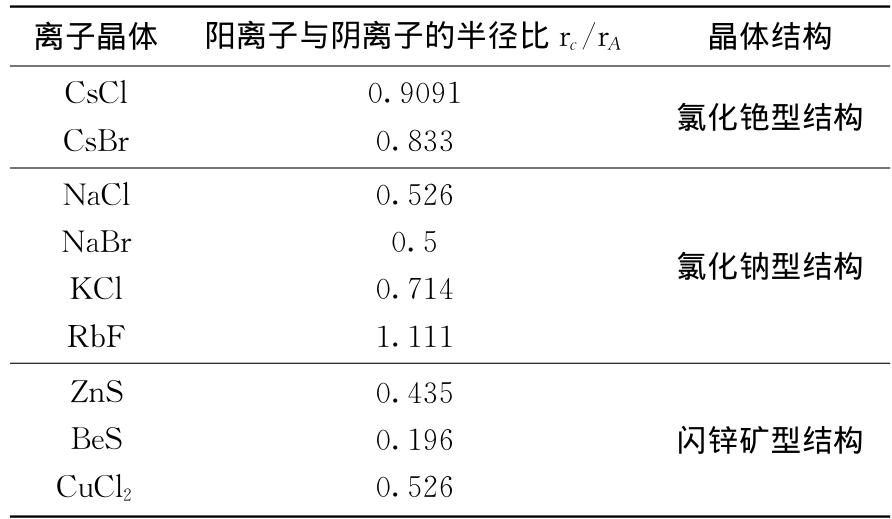 离子晶体 阳离子与阴离子的半径比 r_c/r_A 晶体结构
CsCl 0.9091
氯化铯型结构
CsBr 0.833
NaCl 0.526
NaBr 0.5
氯化钠型结构
KCl 0.714
RbF 1.111
ZnS 0.435
BeS 0.196 闪锌矿型结构
CuCl₂ 0.526